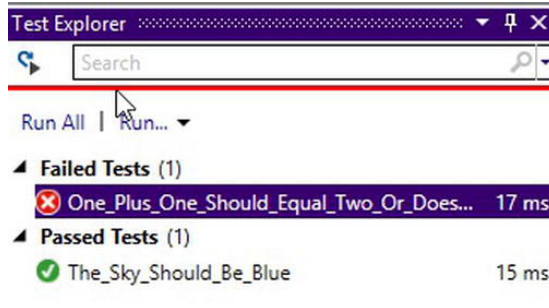 Test Explorer
Search
Run All | Run...
Failed Tests (1)
One_Plus_One_Should_Equal_Two_Or_Does... 17 ms
Passed Tests (1)
The_Sky_Should_Be_Blue 15 ms